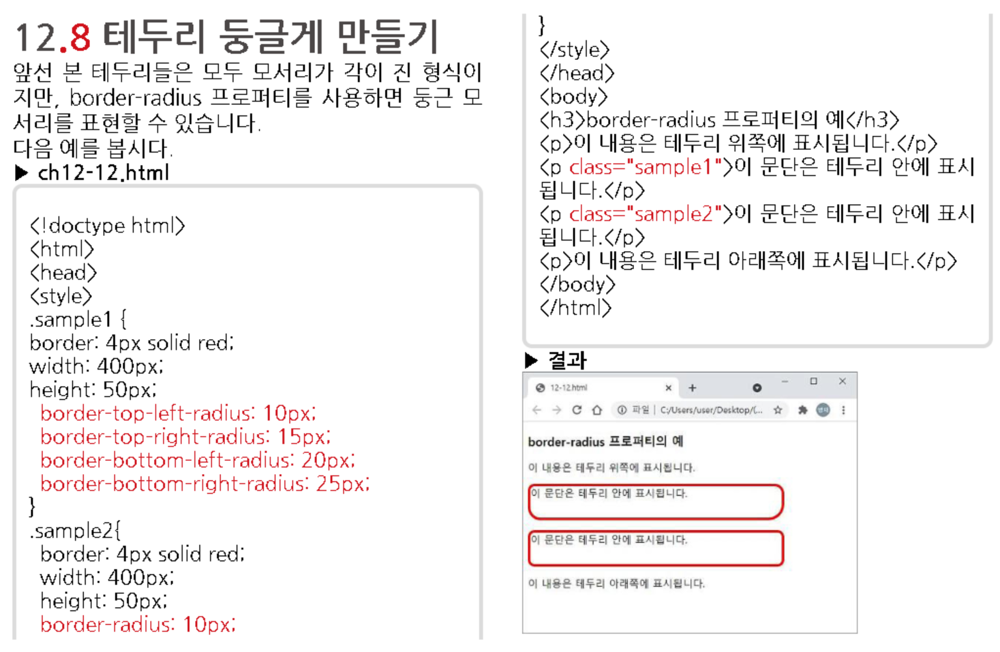 12.8 테두리 둥글게 만들기
앞선 본 테두리들은 모두 모서리가 각이 진 형식이
지만, border-radius 프로퍼티를 사용하면 둥근 모
서리를 표현할 수 있습니다.
다음 예를 봅시다.
▶ ch12-12.html
<!doctype html>
<html>
<head>
<style>
.sample1 {
border: 4px solid red;
width: 400px;
height: 50px;
border-top-left-radius: 10px;
border-top-right-radius: 15px;
border-bottom-left-radius: 20px;
border-bottom-right-radius: 25px;
}
.sample2{
border: 4px solid red;
width: 400px;
height: 50px;
border-radius: 10px;
}
</style>
</head>
<body>
<h3>border-radius 프로퍼티의 예</h3>
<p>이 내용은 테두리 위쪽에 표시됩니다.</p>
<p class="sample1">이 문단은 테두리 안에 표시
됩니다.</p>
<p class="sample2">이 문단은 테두리 안에 표시
됩니다.</p>
<p>이 내용은 테두리 아래쪽에 표시됩니다.</p>
</body>
</html>
▶ 결과
12-12.html
파일 | C:/Users/user/Desktop/(...
border-radius 프로퍼티의 예
이 내용은 테두리 위쪽에 표시됩니다.
이 문단은 테두리 안에 표시됩니다.
이 문단은 테두리 안에 표시됩니다.
이 내용은 테두리 아래쪽에 표시됩니다.